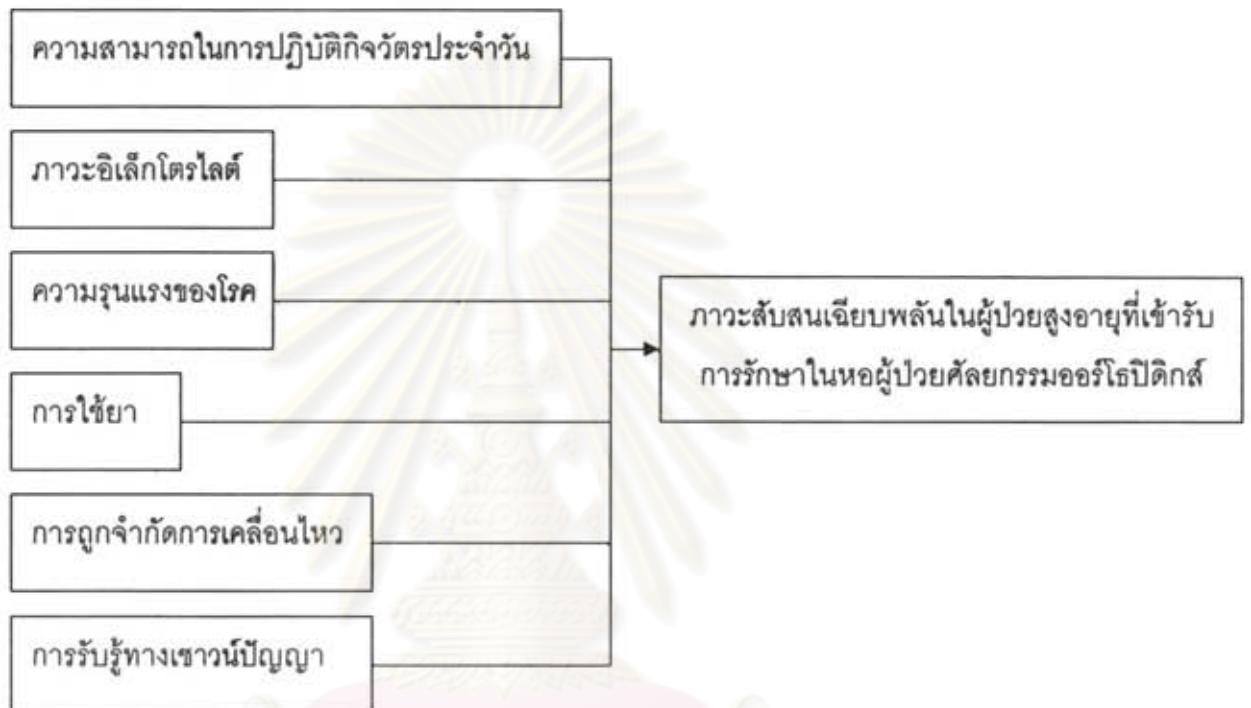 ความสามารถในการปฏิบัติกิจวัตรประจำวัน
ภาวะอิเล็กโตรไลต์
ความรุนแรงของโรค
การใช้ยา
การถูกจำกัดการเคลื่อนไหว
การรับรู้ทางเชาวน์ปัญญา
ภาวะสับสนเฉียบพลันในผู้ป่วยสูงอายุที่เข้ารับ
การรักษาในหอผู้ป่วยศัลยกรรมออร์โธปิดิกส์